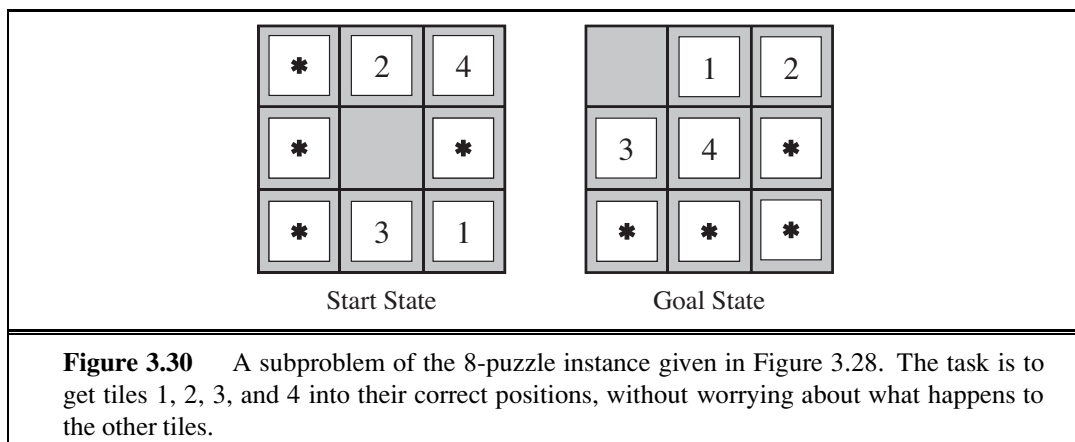 * 2 4
* *
* 3 1
Start State
1 2
3 4 *
* * *
Goal State
Figure 3.30 A subproblem of the 8-puzzle instance given in Figure 3.28. The task is to
get tiles 1, 2, 3, and 4 into their correct positions, without worrying about what happens to
the other tiles.